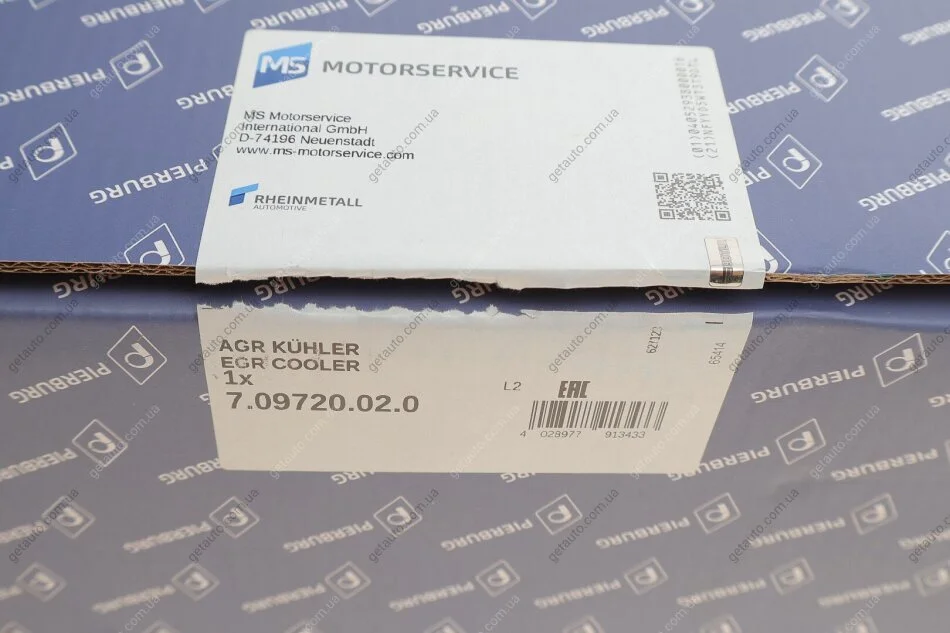 MS MOTORSERVICE
MS Motorservice
International GmbH
D-74196 Neuenstadt
www.ms-motorservice.com
RHEINMETALL
AUTOMOTIVE
AGR KÜHLER
EGR COOLER
1x
7.09720.02.0
L2
EAC
4 028977 913433
65414
PIERBURG
getauto.com.ua